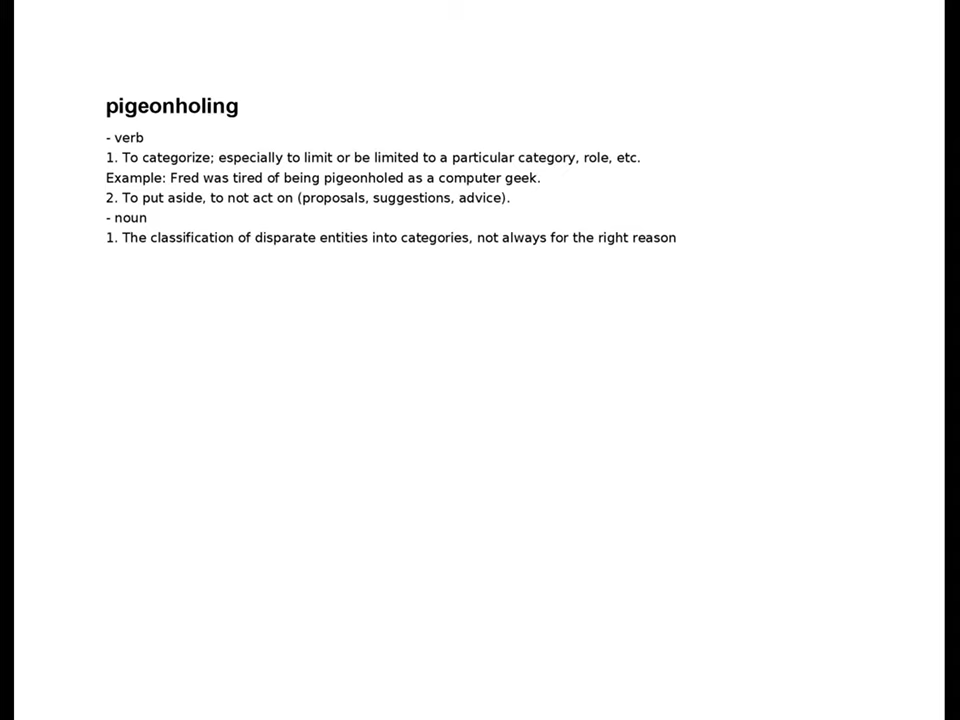 pigeonholing
- verb
1. To categorize; especially to limit or be limited to a particular category, role, etc.
Example: Fred was tired of being pigeonholed as a computer geek.
2. To put aside, to not act on (proposals, suggestions, advice).
- noun
1. The classification of disparate entities into categories, not always for the right reason